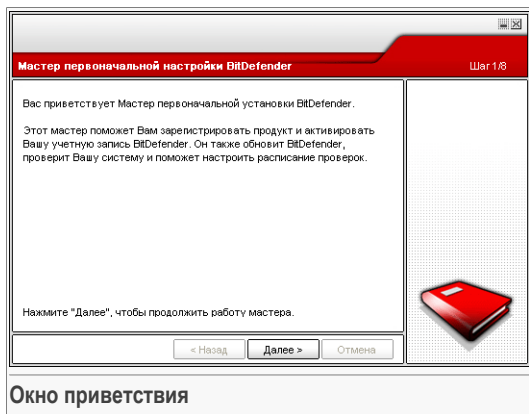 Мастер первоначальной настройки BitDefender
Шаг 1/8
Вас приветствует Мастер первоначальной установки BitDefender.
Этот мастер поможет Вам зарегистрировать продукт и активировать
Вашу учетную запись BitDefender. Он также обновит BitDefender,
проверит Вашу систему и поможет настроить расписание проверок.
Нажмите "Далее", чтобы продолжить работу мастера.
< Назад
Далее >
Отмена
Окно приветствия